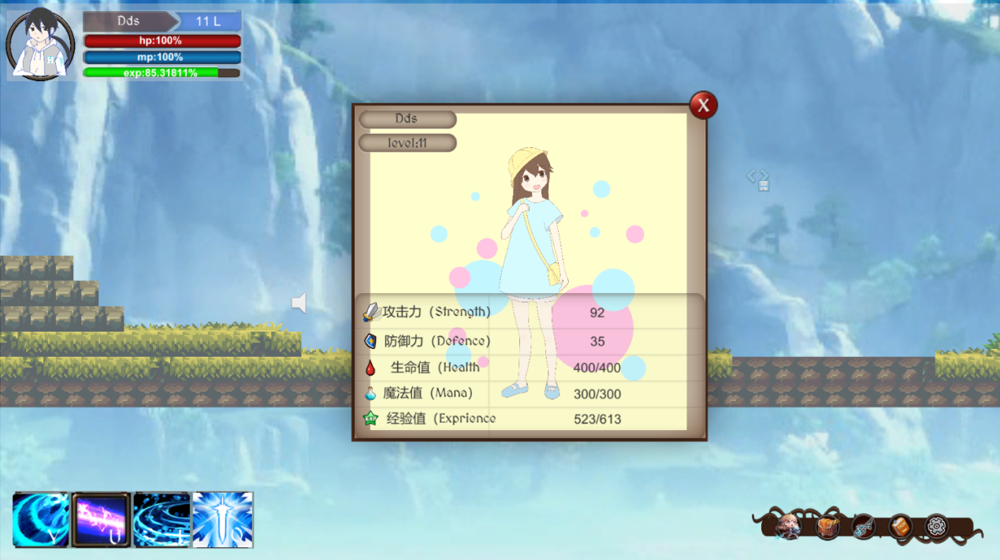 Dds
11 L
hp:100%
mp:100%
exp:85.31811%
H
Dds
level:11
X
攻击力 (Strength) 92
防御力 (Defence) 35
生命值 (Health 400/400
魔法值 (Mana) 300/300
EXP 经验值 (Exprience 523/613
Y U I O